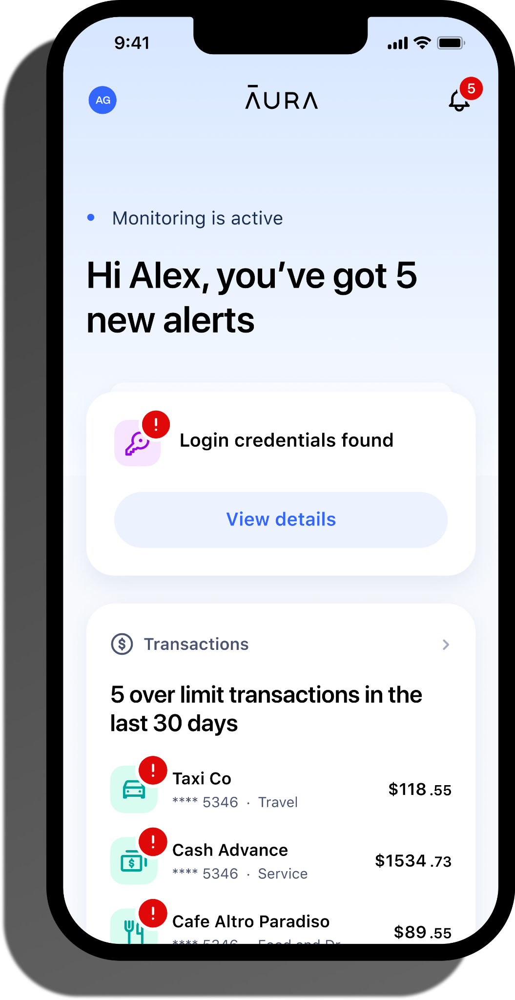 9:41
AG
ĀURA
5
Monitoring is active
Hi Alex, you’ve got 5
new alerts
Login credentials found
View details
Transactions
5 over limit transactions in the
last 30 days
Taxi Co
**** 5346 · Travel
$118.55
Cash Advance
**** 5346 · Service
$1534.73
Cafe Altro Paradiso
**** 5346 · Food and Dr
$89.55